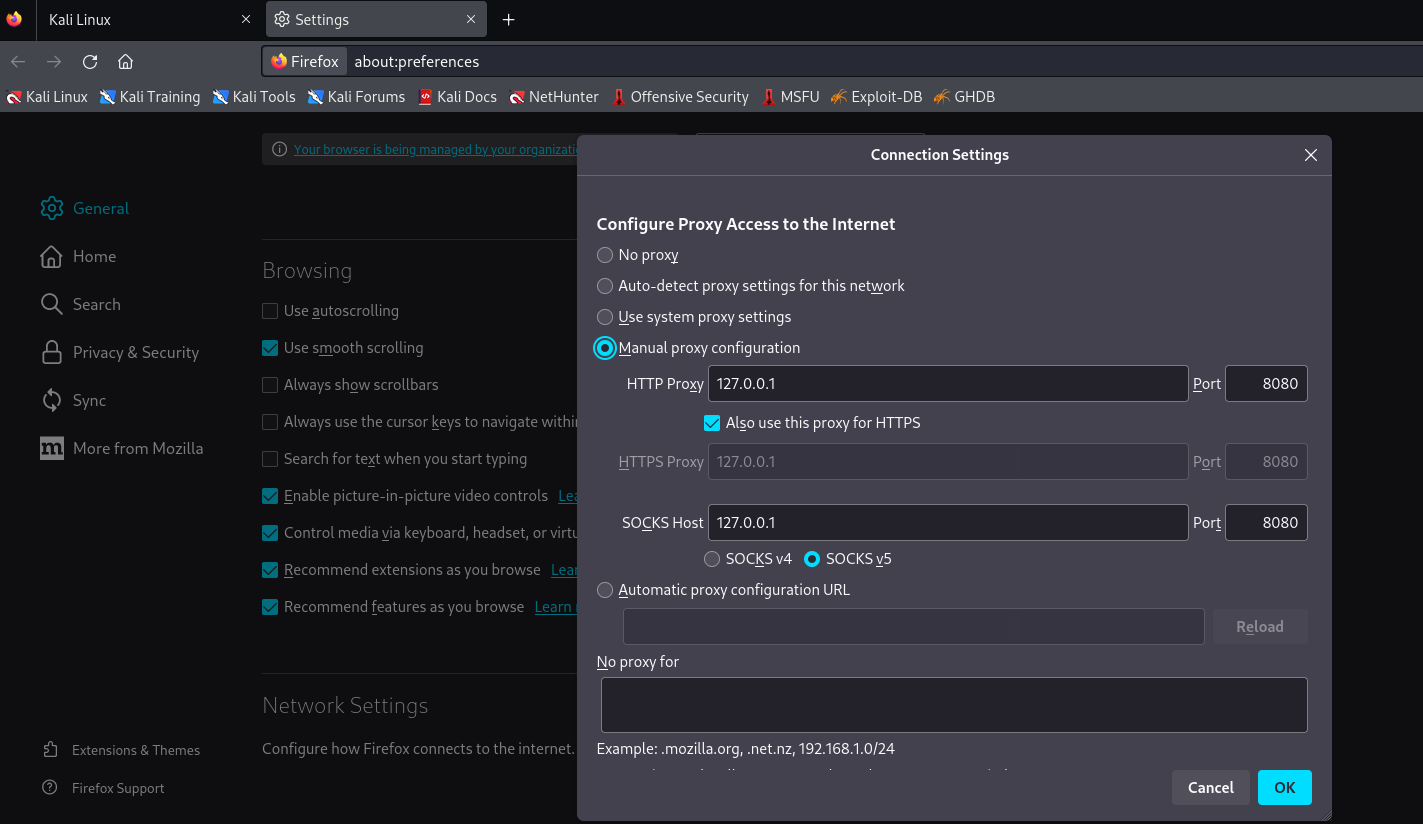 Kali Linux
Settings
Firefox about:preferences
Kali Linux Kali Training Kali Tools Kali Forums Kali Docs NetHunter Offensive Security MSFU Exploit-DB GHDB
Your browser is being managed by your organizati
General
Home
Search
Privacy & Security
Sync
More from Mozilla
Extensions & Themes
Firefox Support
Browsing
Use autoscrolling
Use smooth scrolling
Always show scrollbars
Always use the cursor keys to navigate within
Search for text when you start typing
Enable picture-in-picture video controls Lea
Control media via keyboard, headset, or virtu
Recommend extensions as you browse Lear
Recommend features as you browse Learn
Network Settings
Configure how Firefox connects to the internet.
Connection Settings
Configure Proxy Access to the Internet
No proxy
Auto-detect proxy settings for this network
Use system proxy settings
Manual proxy configuration
HTTP Proxy 127.0.0.1 Port 8080
Also use this proxy for HTTPS
HTTPS Proxy 127.0.0.1 Port 8080
SOCKS Host 127.0.0.1 Port 8080
SOCKS v4 SOCKS v5
Automatic proxy configuration URL
Reload
No proxy for
Example: .mozilla.org, .net.nz, 192.168.1.0/24
Cancel OK